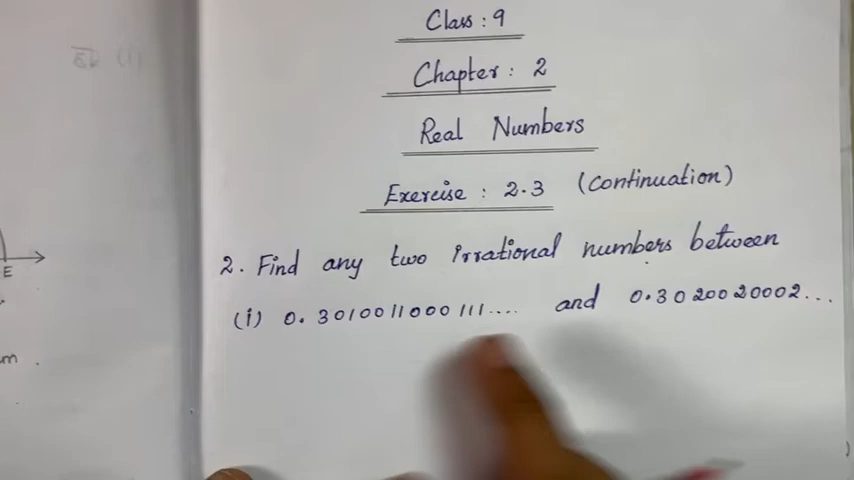 Class : 9
Chapter : 2
Real Numbers
Exercise : 2.3 (Continuation)
2. Find any two irrational numbers between
(i) 0.3010011000111.... and 0.3020020002...
E
m.